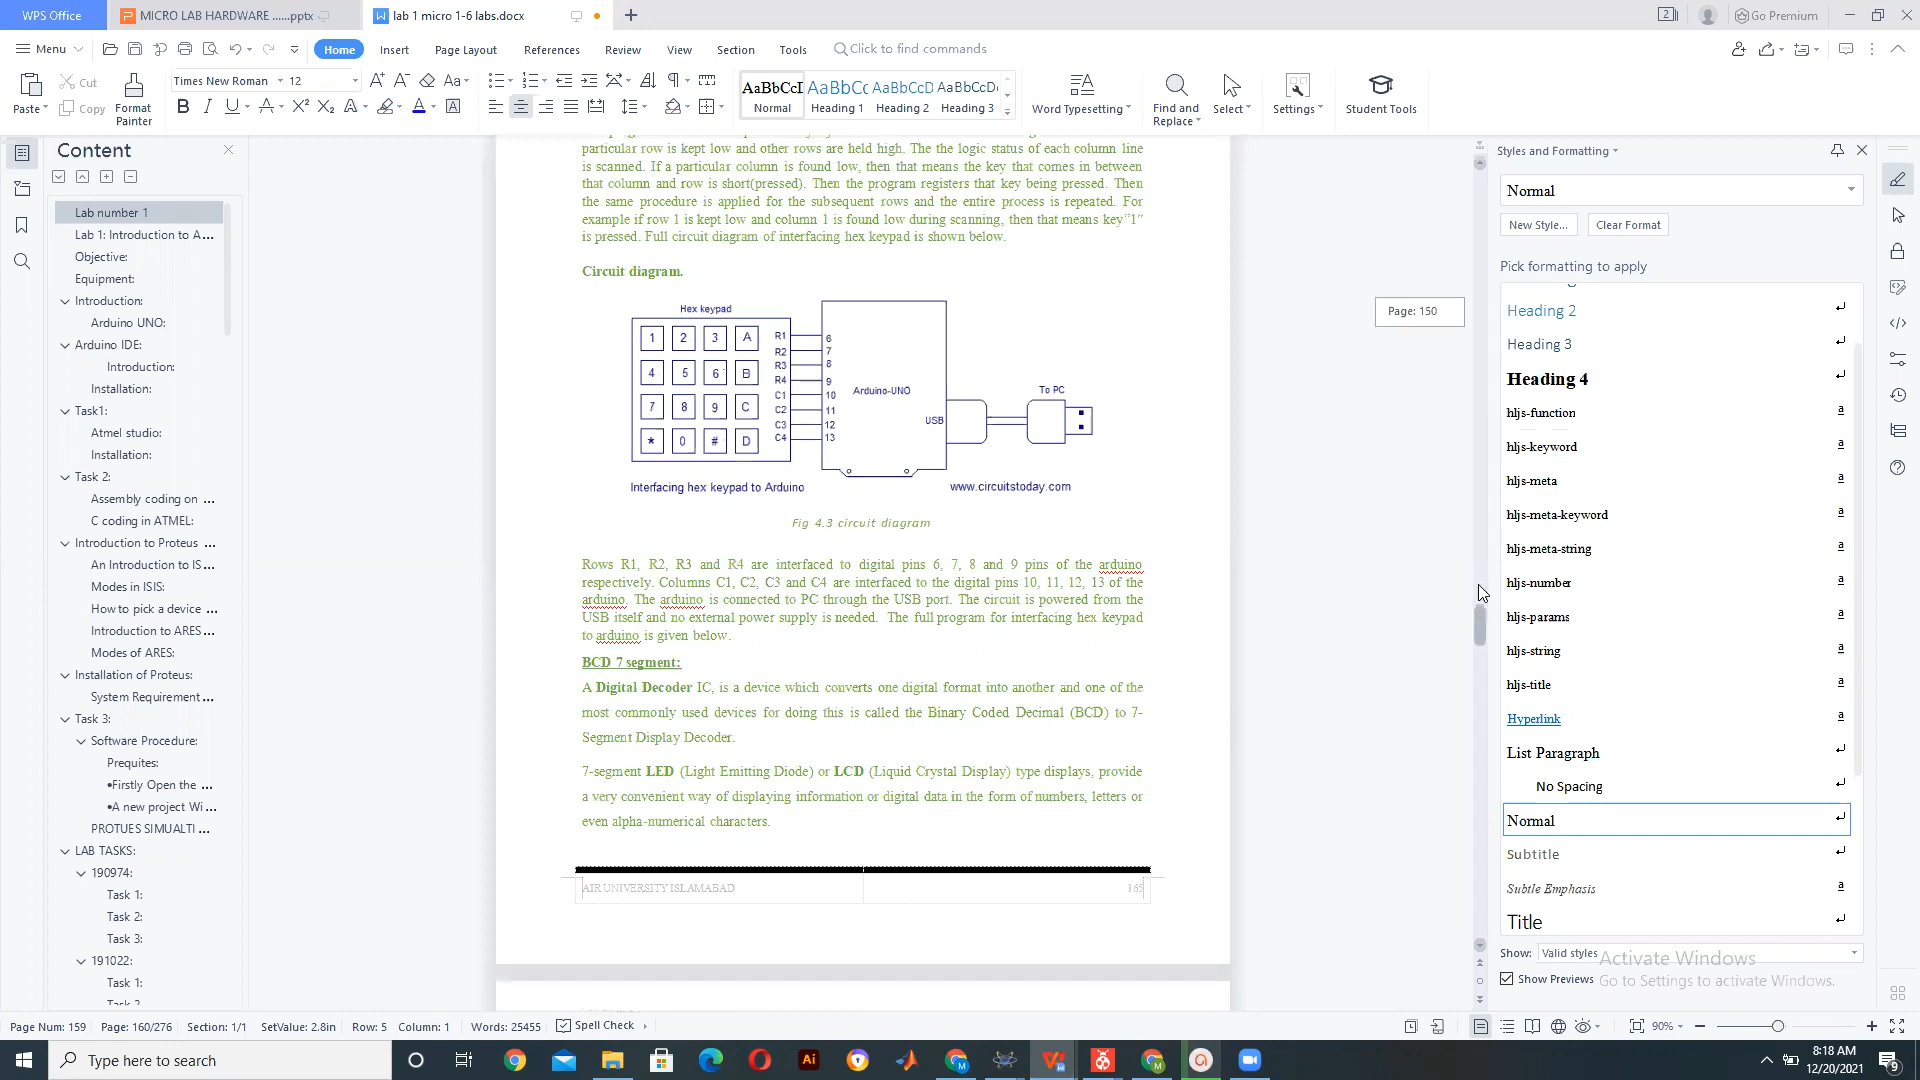 WPS Office
MICRO LAB HARDWARE ......pptx
lab 1 micro 1-6 labs.docx
Go Premium
Menu
Home
Insert
Page Layout
References
Review
View
Section
Tools
Click to find commands
Paste
Cut
Copy
Format Painter
Times New Roman
12
AaBbCcI
Normal
AaBbCc
Heading 1
AaBbCcD
Heading 2
AaBbCcD
Heading 3
Word Typesetting
Find and Replace
Select
Settings
Student Tools
Content
Lab number 1
Lab 1: Introduction to A...
Objective:
Equipment:
Introduction:
Arduino UNO:
Arduino IDE:
Introduction:
Installation:
Task1:
Atmel studio:
Installation:
Task 2:
Assembly coding on ...
C coding in ATMEL:
Introduction to Proteus ...
An Introduction to IS...
Modes in ISIS:
How to pick a device ...
Introduction to ARES...
Modes of ARES:
Installation of Proteus:
System Requirement...
Task 3:
Software Procedure:
Prequites:
•Firstly Open the ...
•A new project Wi...
PROTUES SIMUALTI ...
LAB TASKS:
190974:
Task 1:
Task 2:
Task 3:
191022:
Task 1:
Task 2
particular row is kept low and other rows are held high. The the logic status of each column line
is scanned. If a particular column is found low, then that means the key that comes in between
that column and row is short(pressed). Then the program registers that key being pressed. Then
the same procedure is applied for the subsequent rows and the entire process is repeated. For
example if row 1 is kept low and column 1 is found low during scanning, then that means key"1"
is pressed. Full circuit diagram of interfacing hex keypad is shown below.
Circuit diagram.
Hex keypad
1 2 3 A
4 5 6 B
7 8 9 C
* 0 # D
R1 6
R2 7
R3 8
R4 9
C1 10
C2 11
C3 12
C4 13
Arduino-UNO
USB
To PC
Interfacing hex keypad to Arduino
www.circuitstoday.com
Fig 4.3 circuit diagram
Rows R1, R2, R3 and R4 are interfaced to digital pins 6, 7, 8 and 9 pins of the arduino
respectively. Columns C1, C2, C3 and C4 are interfaced to the digital pins 10, 11, 12, 13 of the
arduino. The arduino is connected to PC through the USB port. The circuit is powered from the
USB itself and no external power supply is needed. The full program for interfacing hex keypad
to arduino is given below.
BCD 7 segment:
A Digital Decoder IC, is a device which converts one digital format into another and one of the
most commonly used devices for doing this is called the Binary Coded Decimal (BCD) to 7-
Segment Display Decoder.
7-segment LED (Light Emitting Diode) or LCD (Liquid Crystal Display) type displays, provide
a very convenient way of displaying information or digital data in the form of numbers, letters or
even alpha-numerical characters.
AIR UNIVERSITY ISLAMABAD
165
Page: 150
Styles and Formatting
Normal
New Style...
Clear Format
Pick formatting to apply
Heading 2
Heading 3
Heading 4
hljs-function
hljs-keyword
hljs-meta
hljs-meta-keyword
hljs-meta-string
hljs-number
hljs-params
hljs-string
hljs-title
Hyperlink
List Paragraph
No Spacing
Normal
Subtitle
Subtle Emphasis
Title
Show:
Valid styles
Show Previews
Activate Windows
Go to Settings to activate Windows.
Page Num: 159
Page: 160/276
Section: 1/1
SetValue: 2.8in
Row: 5
Column: 1
Words: 25455
Spell Check
90%
Type here to search
8:18 AM
12/20/2021
9